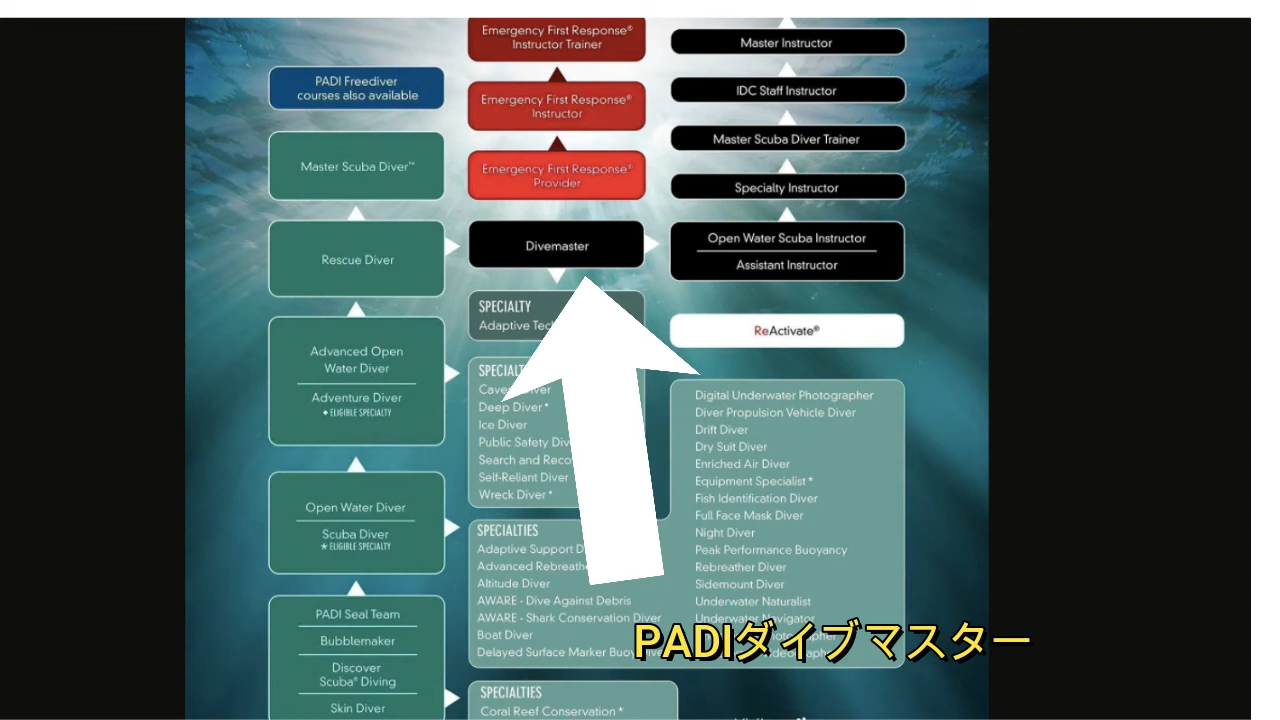 PADI Freediver
courses also available
Master Scuba Diver™
Rescue Diver
Advanced Open
Water Diver
Adventure Diver
◆ ELIGIBLE SPECIALTY
Open Water Diver
Scuba Diver
★ ELIGIBLE SPECIALTY
PADI Seal Team
Bubblemaker
Discover
Scuba® Diving
Skin Diver
Emergency First Response®
Instructor Trainer
Emergency First Response®
Instructor
Emergency First Response®
Provider
Divemaster
SPECIALTY
Adaptive
SPECIALTIES
Deep Diver*
Ice Diver
Public Safety
Search and
Self-Reliant Diver
Wreck Diver*
SPECIALTIES
Adaptive Support
Advanced
Altitude Diver
AWARE - Dive Against Debris
AWARE - Shark Conservation Diver
Boat Diver
Delayed Surface Marker Buoy
SPECIALTIES
Coral Reef Conservation *
Master Instructor
IDC Staff Instructor
Master Scuba Diver Trainer
Specialty Instructor
Open Water Scuba Instructor
Assistant Instructor
ReActivate®
Digital Underwater Photographer
Diver Propulsion Vehicle Diver
Drift Diver
Dry Suit Diver
Enriched Air Diver
Equipment Specialist *
Fish Identification Diver
Full Face Mask Diver
Night Diver
Peak Performance Buoyancy
Rebreather Diver
Sidemount Diver
Underwater Naturalist
Underwater Navigator
PADIダイブマスター